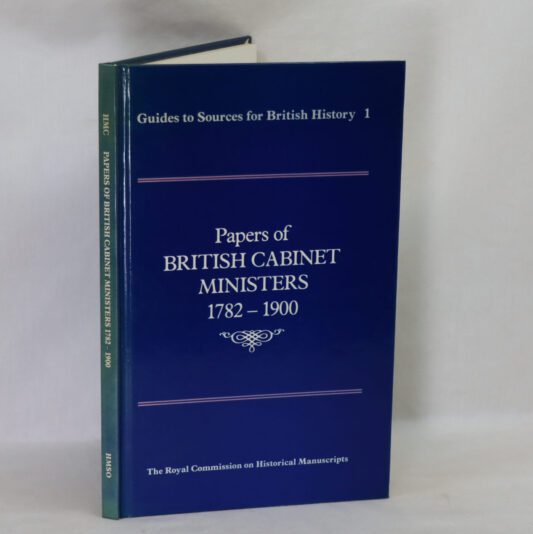 Guides to Sources for British History 1
Papers of
BRITISH CABINET
MINISTERS
1782 – 1900
The Royal Commission on Historical Manuscripts
HMC PAPERS OF BRITISH CABINET MINISTERS 1782 – 1900 HMSO